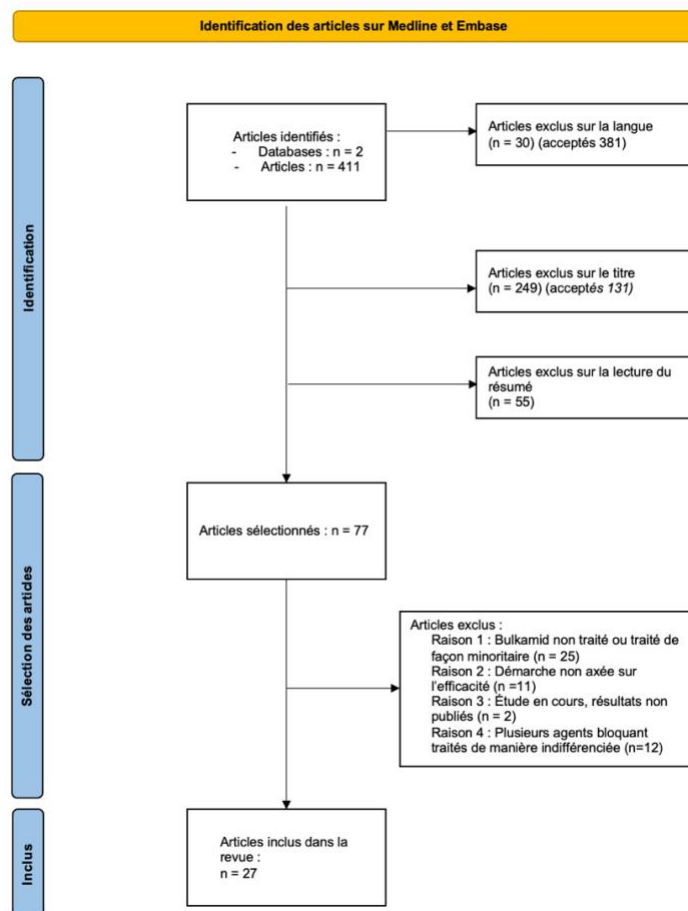 Identification des articles sur Medline et Embase
Identification
Articles identifiés :
- Databases : n = 2
- Articles : n = 411
Articles exclus sur la langue
(n = 30) (acceptés 381)
Articles exclus sur le titre
(n = 249) (acceptés 131)
Articles exclus sur la lecture du
résumé
(n = 55)
Sélection des articles
Articles sélectionnés : n = 77
Articles exclus :
Raison 1 : Bulkamid non traité ou traité de
façon minoritaire (n = 25)
Raison 2 : Démarche non axée sur
l'efficacité (n =11)
Raison 3 : Étude en cours, résultats non
publiés (n = 2)
Raison 4 : Plusieurs agents bloquant
traités de manière indifférenciée (n=12)
Inclus
Articles inclus dans la
revue :
n = 27